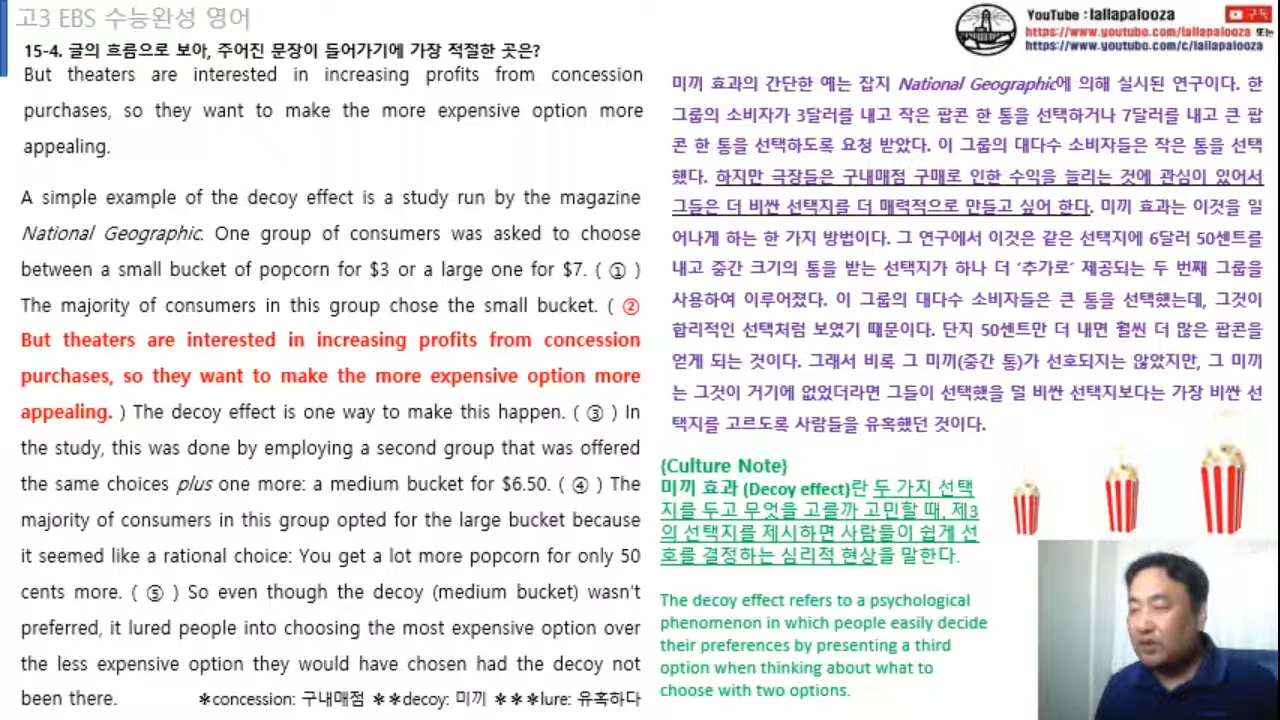 고3 EBS 수능완성 영어
YouTube : lallapalooza
구독
https://www.youtube.com/lallapalooza 또는
https://www.youtube.com/c/lallapalooza
15-4. 글의 흐름으로 보아, 주어진 문장이 들어가기에 가장 적절한 곳은?
But theaters are interested in increasing profits from concession
purchases, so they want to make the more expensive option more
appealing.
A simple example of the decoy effect is a study run by the magazine
National Geographic. One group of consumers was asked to choose
between a small bucket of popcorn for $3 or a large one for $7. ( ① )
The majority of consumers in this group chose the small bucket. ( ②
But theaters are interested in increasing profits from concession
purchases, so they want to make the more expensive option more
appealing. ) The decoy effect is one way to make this happen. ( ③ ) In
the study, this was done by employing a second group that was offered
the same choices plus one more: a medium bucket for $6.50. ( ④ ) The
majority of consumers in this group opted for the large bucket because
it seemed like a rational choice: You get a lot more popcorn for only 50
cents more. ( ⑤ ) So even though the decoy (medium bucket) wasn't
preferred, it lured people into choosing the most expensive option over
the less expensive option they would have chosen had the decoy not
been there. ∗concession: 구내매점 ∗∗decoy: 미끼 ∗∗∗lure: 유혹하다
미끼 효과의 간단한 예는 잡지 National Geographic에 의해 실시된 연구이다. 한
그룹의 소비자가 3달러를 내고 작은 팝콘 한 통을 선택하거나 7달러를 내고 큰 팝
콘 한 통을 선택하도록 요청 받았다. 이 그룹의 대다수 소비자들은 작은 통을 선택
했다. 하지만 극장들은 구내매점 구매로 인한 수익을 늘리는 것에 관심이 있어서
그들은 더 비싼 선택지를 더 매력적으로 만들고 싶어 한다. 미끼 효과는 이것을 일
어나게 하는 한 가지 방법이다. 그 연구에서 이것은 같은 선택지에 6달러 50센트를
내고 중간 크기의 통을 받는 선택지가 하나 더 ‘추가로’ 제공되는 두 번째 그룹을
사용하여 이루어졌다. 이 그룹의 대다수 소비자들은 큰 통을 선택했는데, 그것이
합리적인 선택처럼 보였기 때문이다. 단지 50센트만 더 내면 훨씬 더 많은 팝콘을
얻게 되는 것이다. 그래서 비록 그 미끼(중간 통)가 선호되지는 않았지만, 그 미끼
는 그것이 거기에 없었더라면 그들이 선택했을 덜 비싼 선택지보다는 가장 비싼 선
택지를 고르도록 사람들을 유혹했던 것이다.
{Culture Note}
미끼 효과 (Decoy effect)란 두 가지 선택
지를 두고 무엇을 고를까 고민할 때, 제3
의 선택지를 제시하면 사람들이 쉽게 선
호를 결정하는 심리적 현상을 말한다.
The decoy effect refers to a psychological
phenomenon in which people easily decide
their preferences by presenting a third
option when thinking about what to
choose with two options.